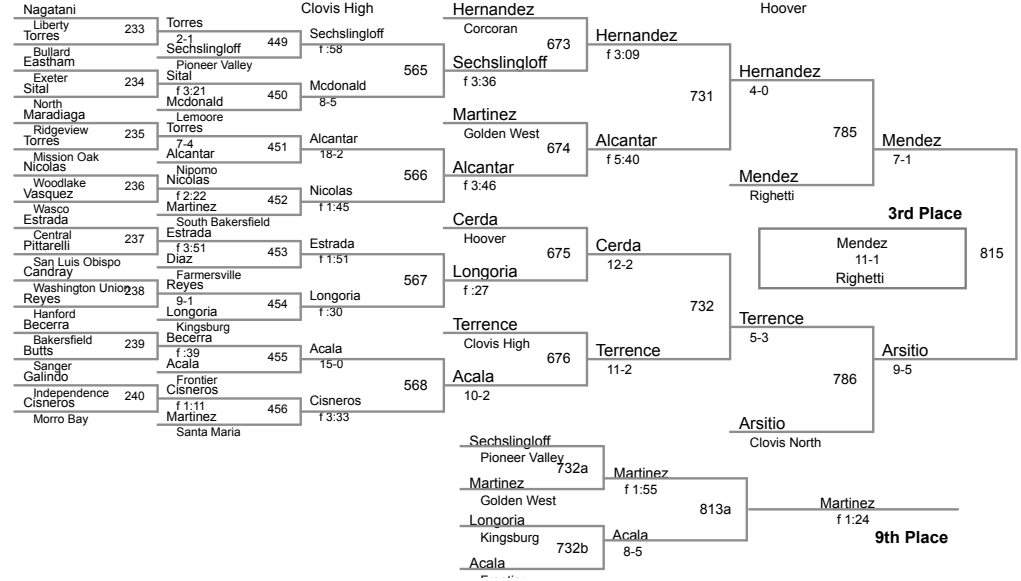 Clovis High
Hoover
Nagatani
Liberty
233
Torres
Bullard
Eastham
Exeter
234
Sital
North
Maradiaga
Ridgeview
235
Torres
Mission Oak
Nicolas
Woodlake
236
Vasquez
Wasco
Estrada
Central
237
Pittarelli
San Luis Obispo
Candray
Washington Union
238
Reyes
Hanford
Becerra
Bakersfield
239
Butts
Sanger
Galindo
Independence
240
Cisneros
Morro Bay
Torres
2-1
449
Sechslingloff
Pioneer Valley
Sital
f 3:21
450
Mcdonald
Lemoore
Torres
7-4
451
Alcantar
Nipomo
Nicolas
f 2:22
452
Martinez
South Bakersfield
Estrada
f 3:51
453
Diaz
Farmersville
Reyes
9-1
454
Longoria
Kingsburg
Becerra
f :39
455
Acala
Frontier
Cisneros
f 1:11
456
Martinez
Santa Maria
Sechslingloff
f :58
565
Mcdonald
8-5
Alcantar
18-2
566
Nicolas
f 1:45
Estrada
f 1:51
567
Longoria
f :30
Acala
15-0
568
Cisneros
f 3:33
Hernandez
Corcoran
673
Sechslingloff
f 3:36
Martinez
Golden West
674
Alcantar
f 3:46
Cerda
Hoover
675
Longoria
f :27
Terrence
Clovis High
676
Acala
10-2
Hernandez
f 3:09
731
Alcantar
f 5:40
Cerda
12-2
732
Terrence
11-2
Hernandez
4-0
785
Mendez
Righetti
Terrence
5-3
786
Arsitio
Clovis North
Mendez
7-1
3rd Place
Mendez
11-1
Righetti
815
Arsitio
9-5
Sechslingloff
Pioneer Valley
732a
Martinez
Golden West
Longoria
Kingsburg
732b
Acala
Frontier
Martinez
f 1:55
813a
Acala
8-5
Martinez
f 1:24
9th Place